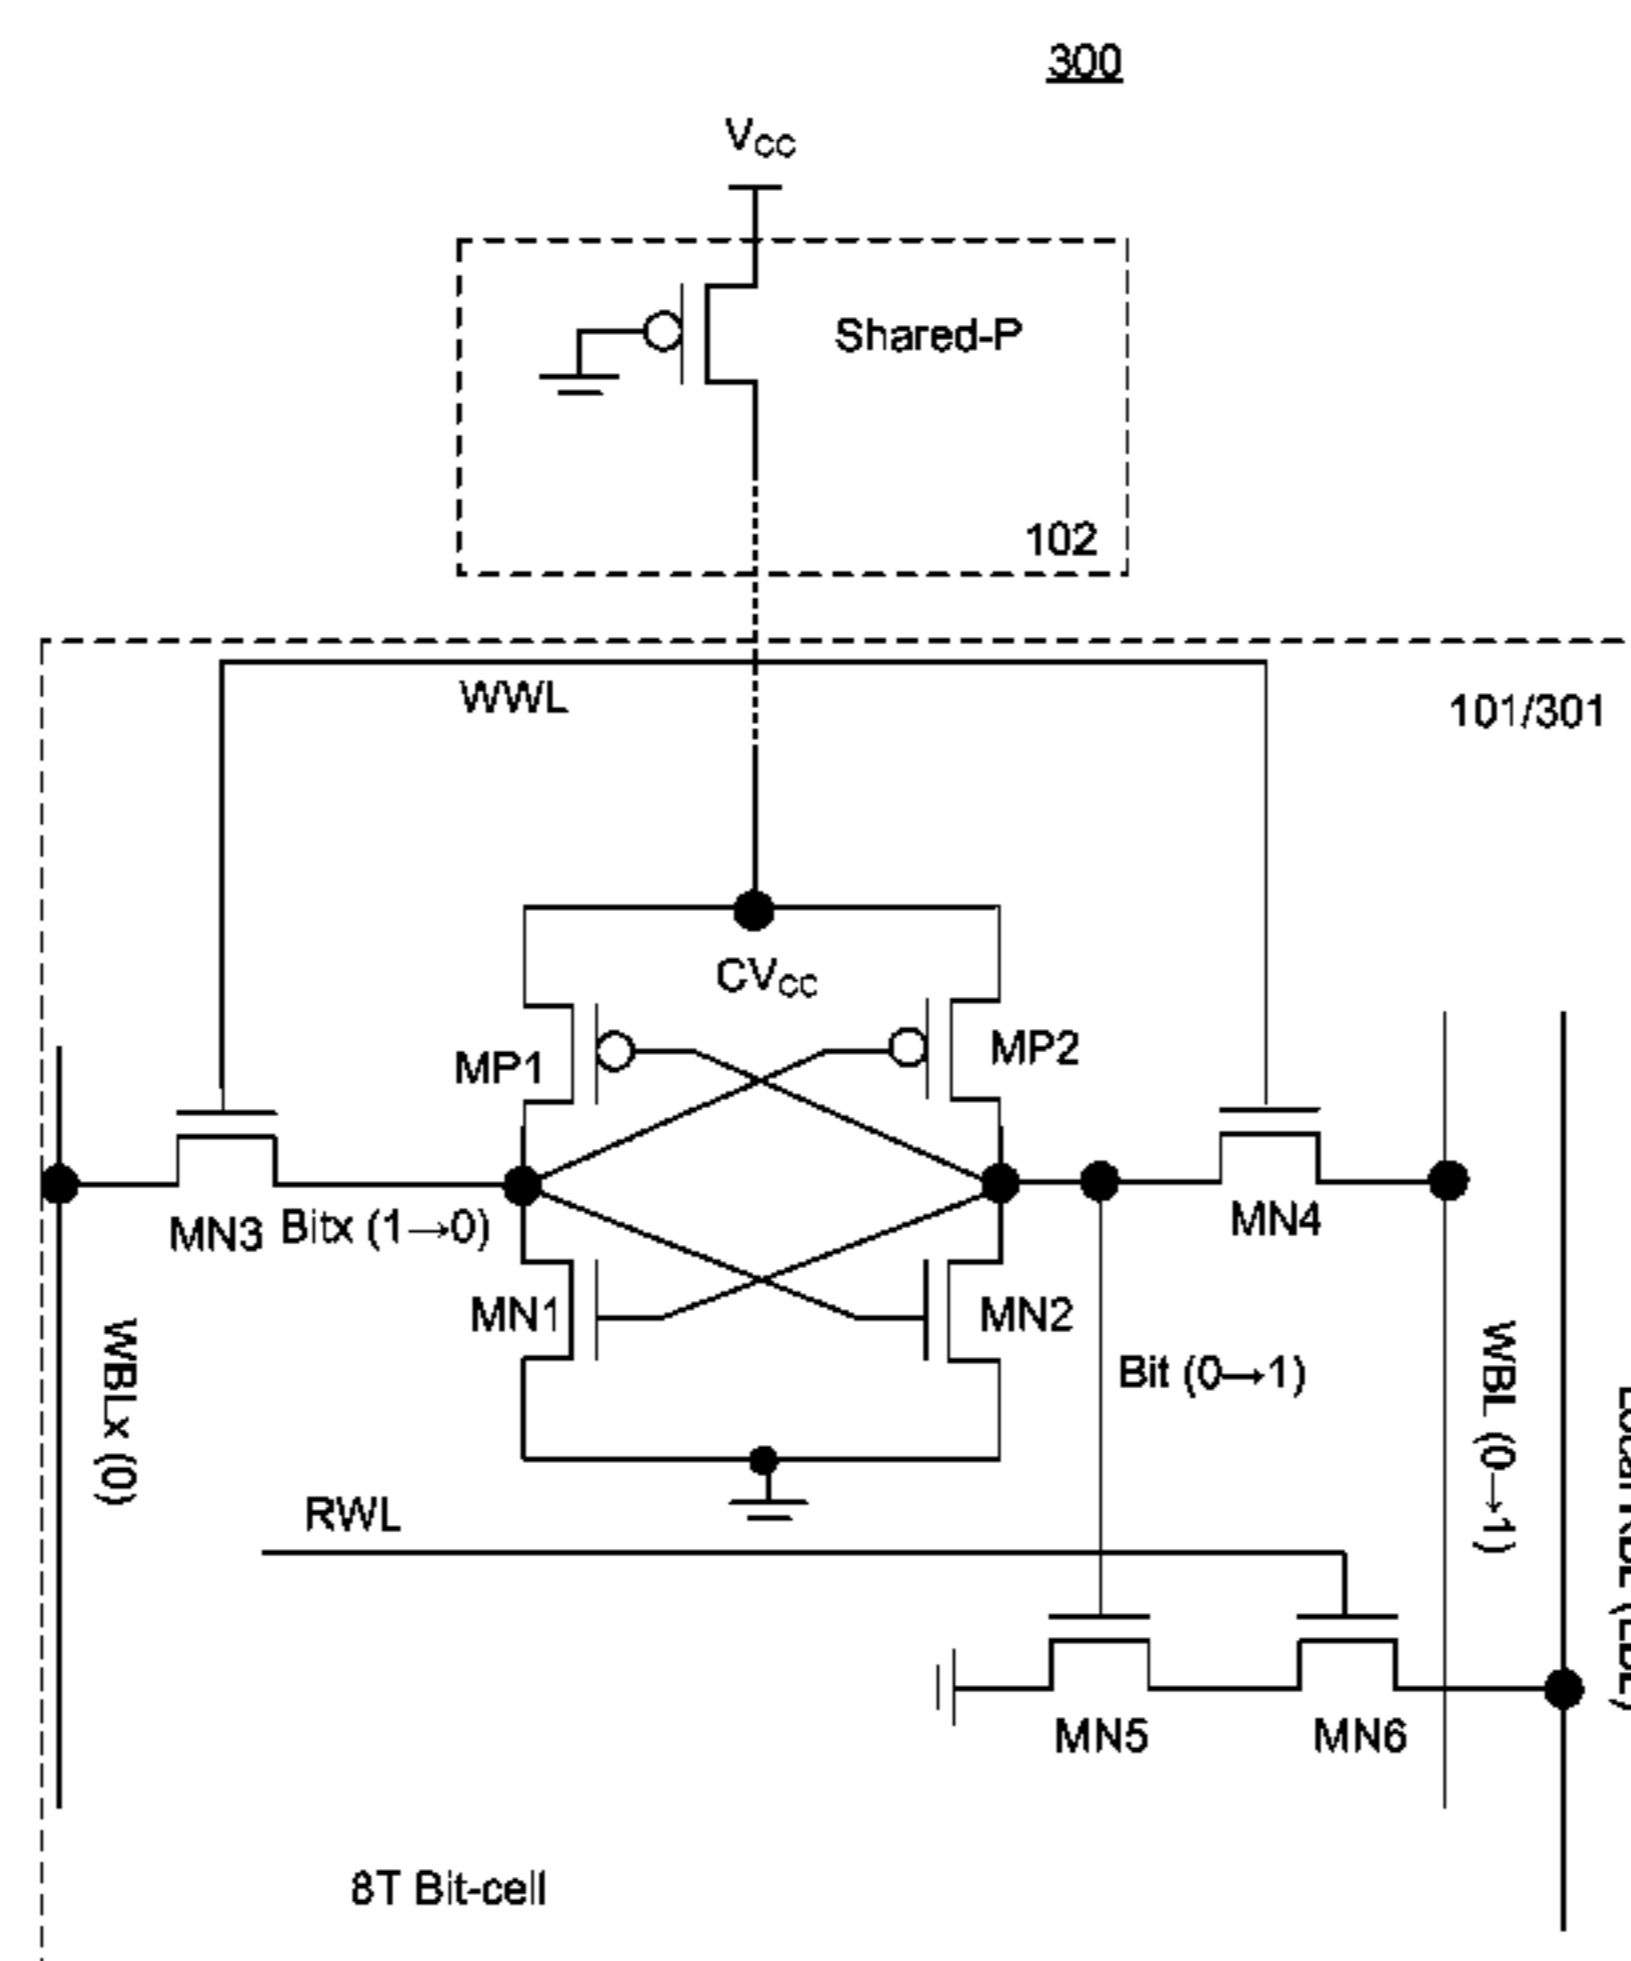 300
VCC
Shared-P
102
WWL
101/301
CVCC
MP1
MP2
MN3
Bitx (1→0)
MN4
MN1
MN2
Bit (0→1)
WBLx (0)
WBL (0→1)
RWL
MN5
MN6
8T Bit-cell